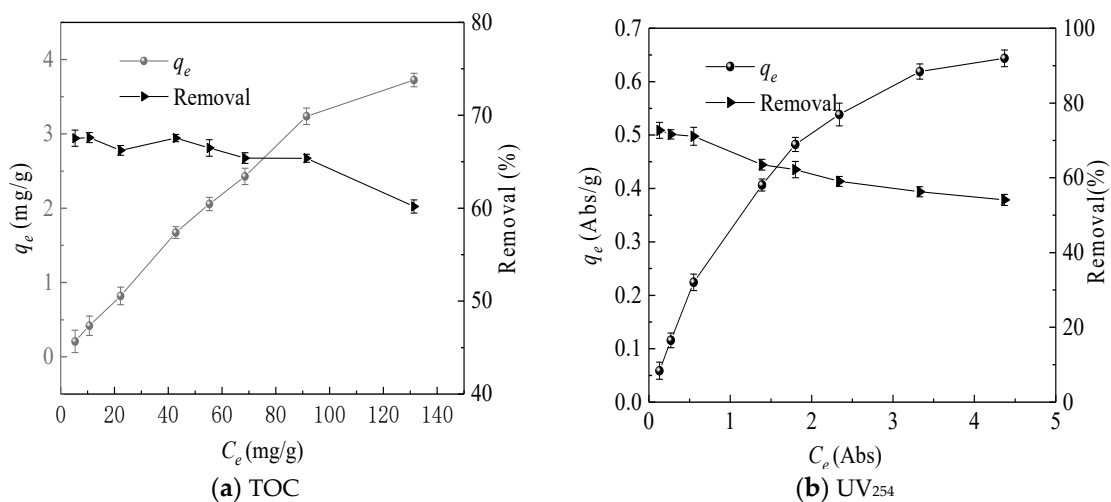 4
3
2
1
0
q_e (mg/g)
q_e
Removal
80
70
60
50
40
Removal (%)
0 20 40 60 80 100 120 140
C_e (mg/g)
(a) TOC
0.7
0.6
0.5
0.4
0.3
0.2
0.1
0.0
q_e (Abs/g)
q_e
Removal
100
80
60
40
20
0
Removal(%)
0 1 2 3 4 5
C_e (Abs)
(b) UV254